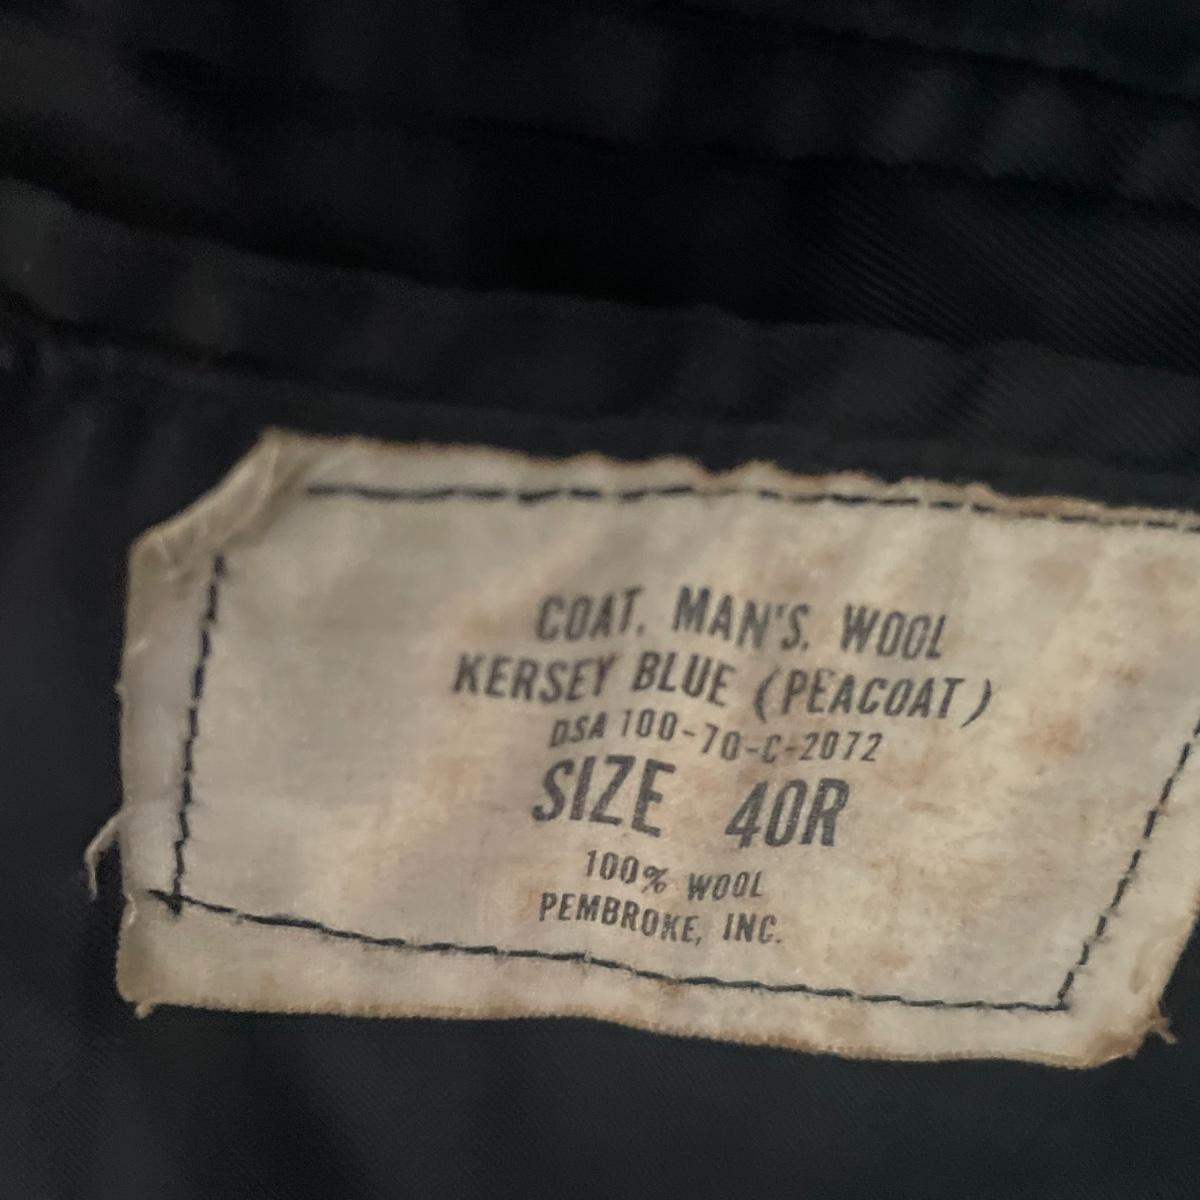 COAT, MAN'S, WOOL
KERSEY BLUE (PEACOAT)
DSA 100-70-C-2072
SIZE 40R
100% WOOL
PEMBROKE, INC.